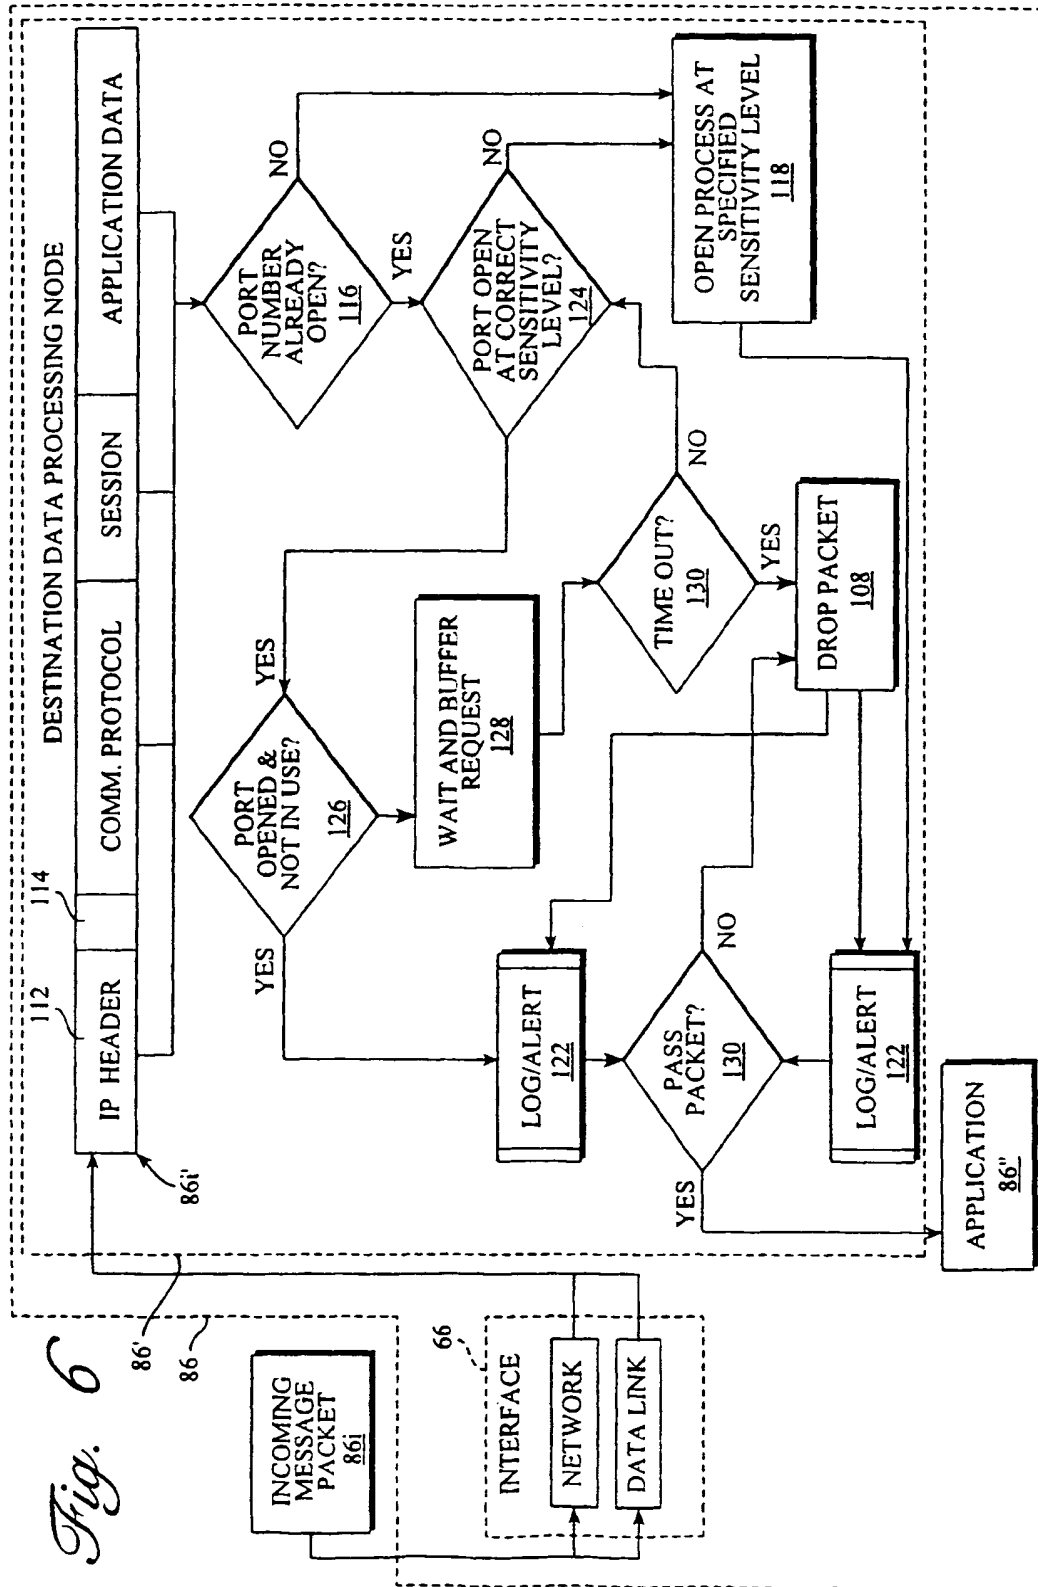 Fig. 6
DESTINATION DATA PROCESSING NODE
112
114
IP HEADER
COMM. PROTOCOL
SESSION
APPLICATION DATA
86i'
86'
86
INCOMING
MESSAGE
PACKET
86i
66
INTERFACE
NETWORK
DATA LINK
PORT
NUMBER
ALREADY
OPEN?
116
NO
YES
PORT OPEN
AT CORRECT
SENSITIVITY
LEVEL?
124
NO
YES
OPEN PROCESS AT
SPECIFIED
SENSITIVITY LEVEL
118
PORT
OPENED &
NOT IN USE?
126
YES
WAIT AND BUFFER
REQUEST
128
TIME OUT?
130
NO
YES
DROP PACKET
108
LOG/ALERT
122
PASS
PACKET?
130
NO
YES
LOG/ALERT
122
APPLICATION
86"